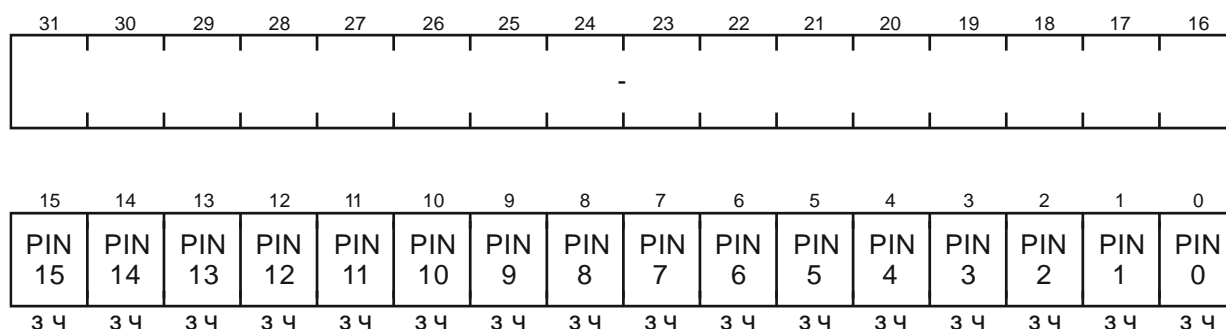 31 30 29 28 27 26 25 24 23 22 21 20 19 18 17 16
-
15 14 13 12 11 10 9 8 7 6 5 4 3 2 1 0
PIN PIN PIN PIN PIN PIN PIN PIN PIN PIN PIN PIN PIN PIN PIN PIN
15 14 13 12 11 10 9 8 7 6 5 4 3 2 1 0
З Ч З Ч З Ч З Ч З Ч З Ч З Ч З Ч З Ч З Ч З Ч З Ч З Ч З Ч З Ч З Ч